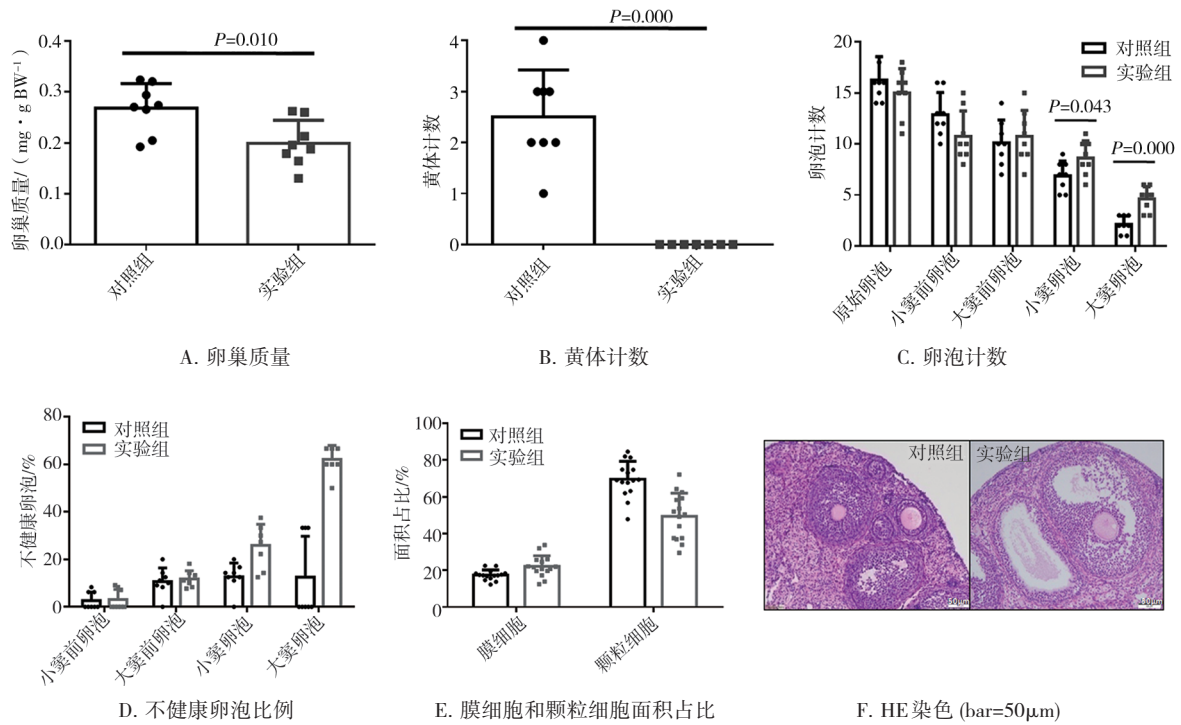 P=0.010
0.4
0.3
0.2
0.1
0.0
卵巢质量/（mg·g BW⁻¹）
对照组
实验组
A. 卵巢质量
P=0.000
4
3
2
1
0
黄体计数
对照组
实验组
B. 黄体计数
20
15
10
5
0
卵泡计数
对照组
实验组
P=0.043
P=0.000
原始卵泡
小窦前卵泡
大窦前卵泡
小窦卵泡
大窦卵泡
C. 卵泡计数
80
60
40
20
0
不健康卵泡/%
对照组
实验组
小窦前卵泡
大窦前卵泡
小窦卵泡
大窦卵泡
D. 不健康卵泡比例
100
80
60
40
20
0
面积占比/%
对照组
实验组
膜细胞
颗粒细胞
E. 膜细胞和颗粒细胞面积占比
对照组
实验组
F. HE染色 (bar=50μm)